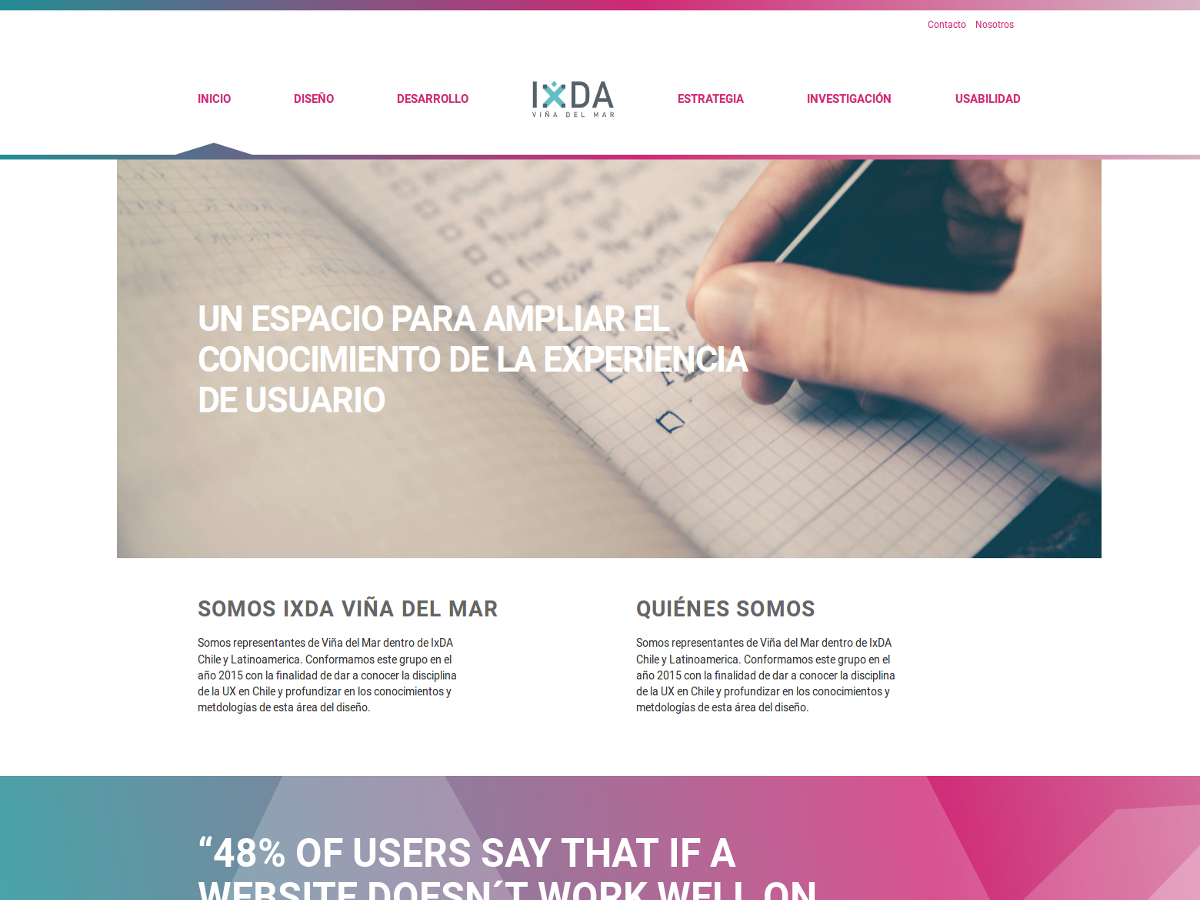 Contacto Nosotros
INICIO DISEÑO DESARROLLO IXDA ESTRATEGIA INVESTIGACIÓN USABILIDAD
VIÑA DEL MAR
UN ESPACIO PARA AMPLIAR EL
CONOCIMIENTO DE LA EXPERIENCIA
DE USUARIO
SOMOS IXDA VIÑA DEL MAR
Somos representantes de Viña del Mar dentro de IxDA
Chile y Latinoamerica. Conformamos este grupo en el
año 2015 con la finalidad de dar a conocer la disciplina
de la UX en Chile y profundizar en los conocimientos y
metdologías de esta área del diseño.
QUIÉNES SOMOS
Somos representantes de Viña del Mar dentro de IxDA
Chile y Latinoamerica. Conformamos este grupo en el
año 2015 con la finalidad de dar a conocer la disciplina
de la UX en Chile y profundizar en los conocimientos y
metdologías de esta área del diseño.
“48% OF USERS SAY THAT IF A
WEBSITE DOESN´T WORK WELL ON